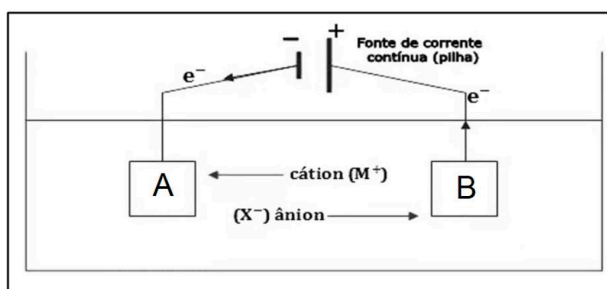 − +
Fonte de corrente
contínua (pilha)
e⁻
e⁻
A
B
cátion (M⁺)
(X⁻) ânion